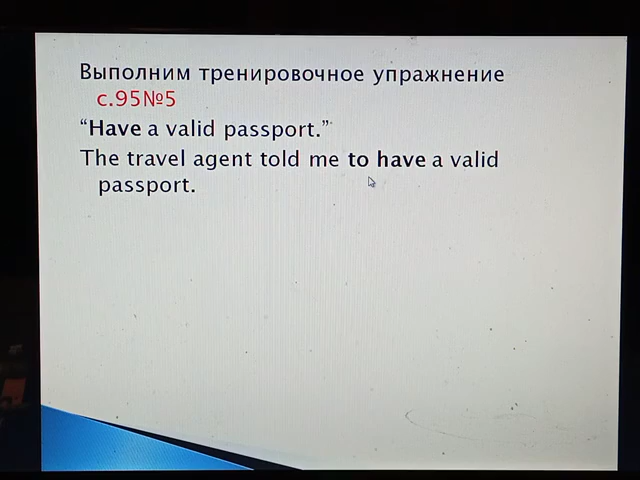 Выполним тренировочное упражнение
с.95№5
“Have a valid passport.”
The travel agent told me to have a valid
passport.